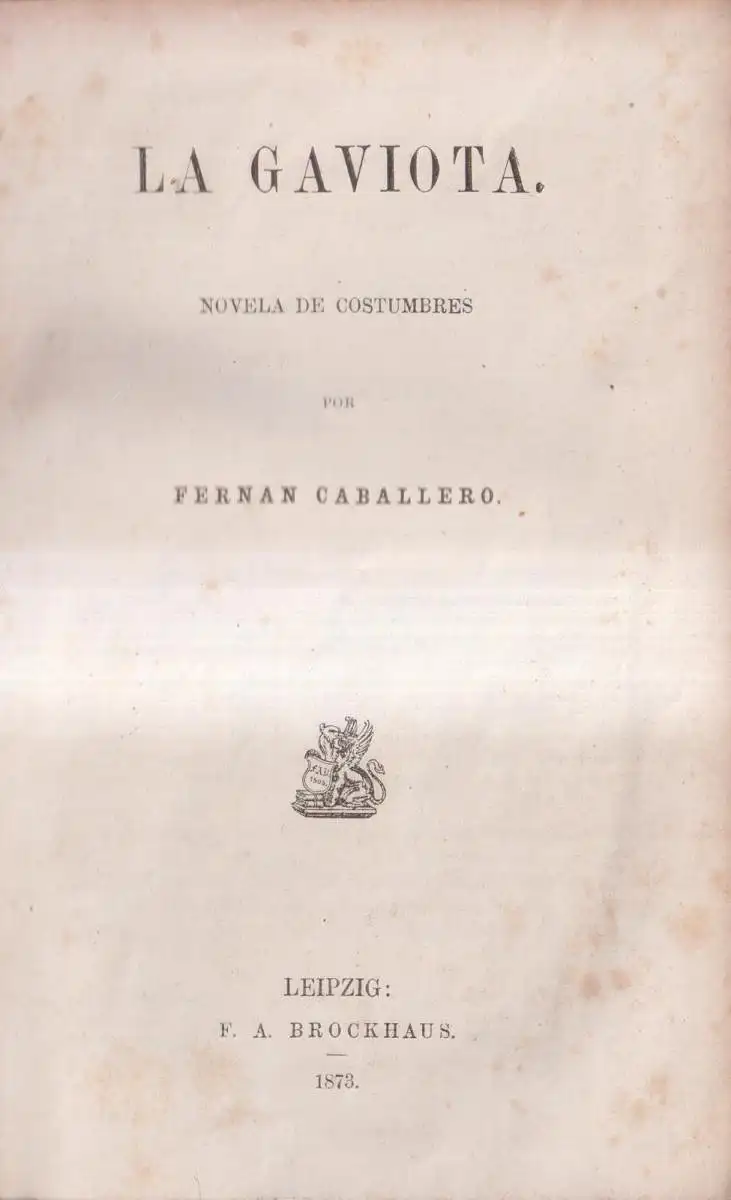 LA GAVIOTA.
NOVELA DE COSTUMBRES
POR
FERNAN CABALLERO.
LEIPZIG:
F. A. BROCKHAUS.
1873.